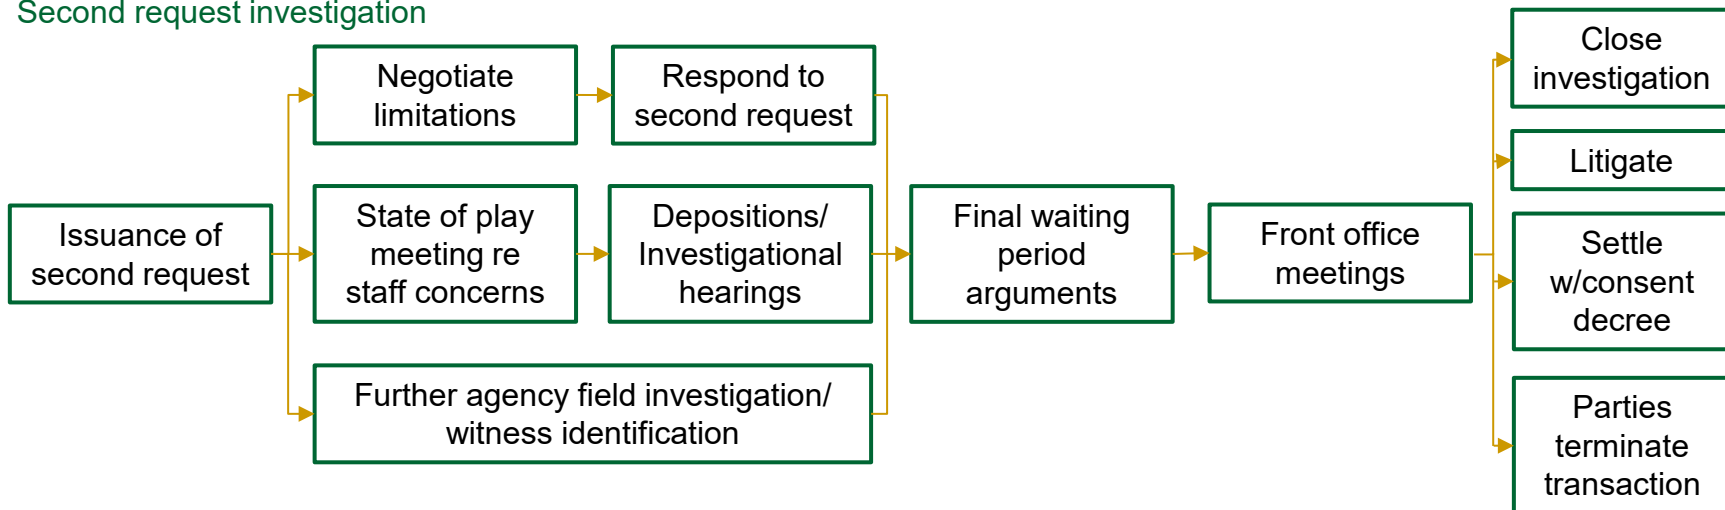 Second request investigation
Issuance of
second request
Negotiate
limitations
Respond to
second request
State of play
meeting re
staff concerns
Depositions/
Investigational
hearings
Further agency field investigation/
witness identification
Final waiting
period
arguments
Front office
meetings
Close
investigation
Litigate
Settle
w/consent
decree
Parties
terminate
transaction